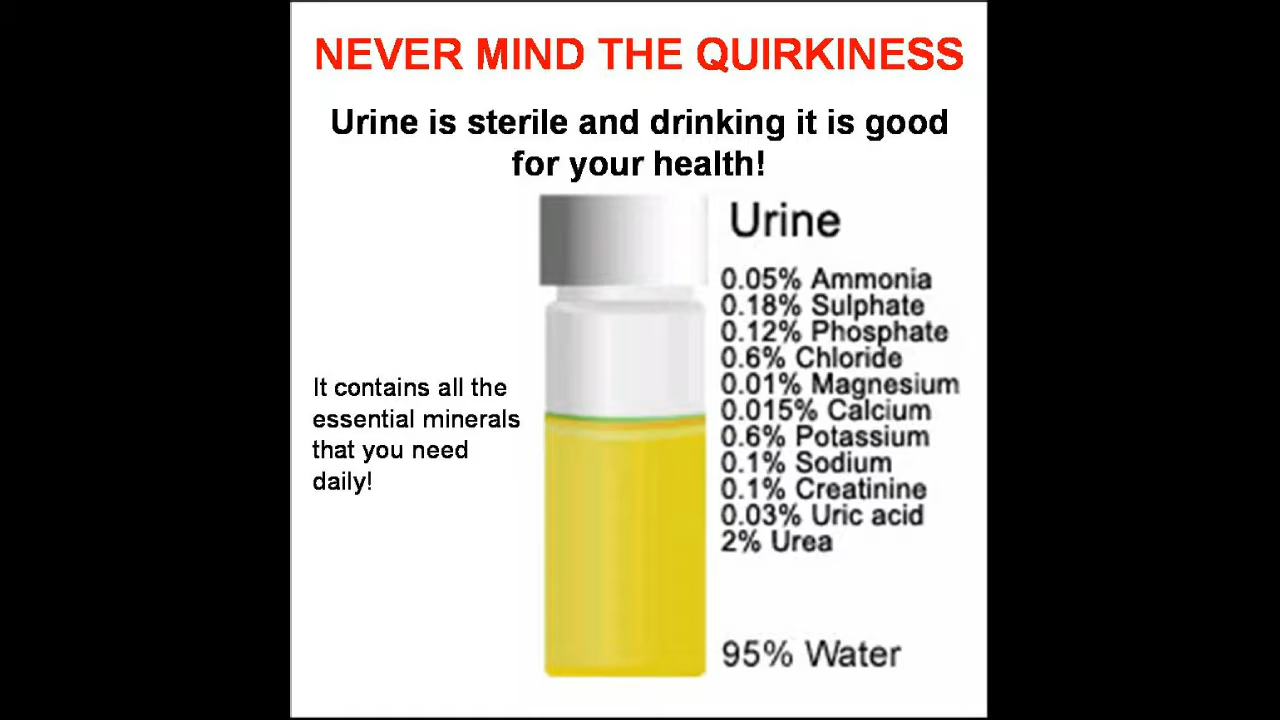 NEVER MIND THE QUIRKINESS
Urine is sterile and drinking it is good
for your health!
Urine
0.05% Ammonia
0.18% Sulphate
0.12% Phosphate
0.6% Chloride
0.01% Magnesium
0.015% Calcium
0.6% Potassium
0.1% Sodium
0.1% Creatinine
0.03% Uric acid
2% Urea
95% Water
It contains all the
essential minerals
that you need
daily!